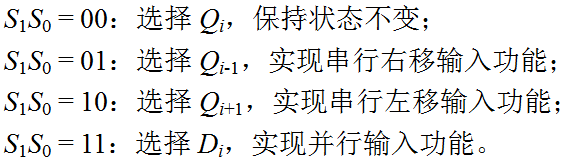 S₁S₀ = 00：选择 Qᵢ，保持状态不变；
S₁S₀ = 01：选择 Qᵢ₋₁，实现串行右移输入功能；
S₁S₀ = 10：选择 Qᵢ₊₁，实现串行左移输入功能；
S₁S₀ = 11：选择 Dᵢ，实现并行输入功能。